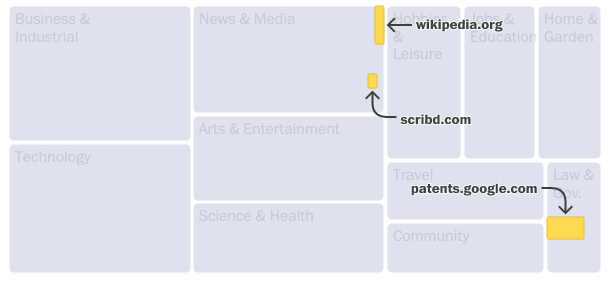 Business &
Industrial
News & Media
Hobbies
&
Leisure
Jobs &
Education
Home &
Garden
wikipedia.org
scribd.com
Arts & Entertainment
Technology
Travel
Law &
Gov.
patents.google.com
Science & Health
Community